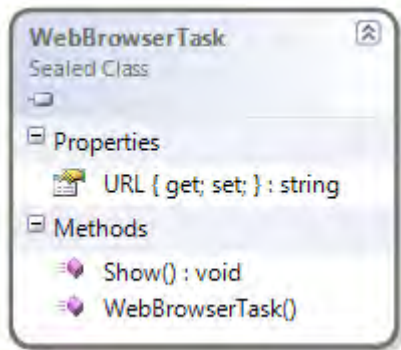 WebBrowserTask
Sealed Class
Properties
URL { get; set; } : string
Methods
Show() : void
WebBrowserTask()